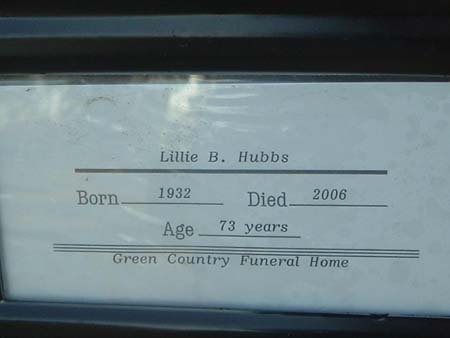 Lillie B. Hubbs
Born 1932 Died 2006
Age 73 years
Green Country Funeral Home